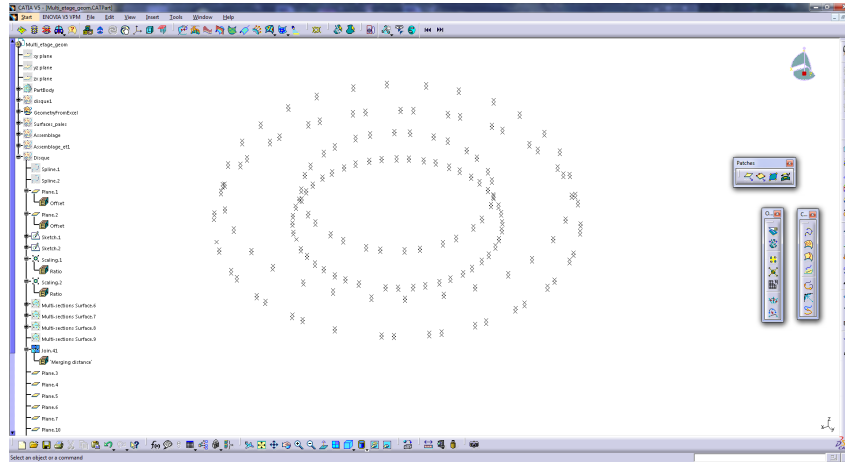 CATIA V5 - [Multi_etage_geom.CATPart]
Start ENOVIA V5 VPM File Edit View Insert Tools Window Help
Multi_etage_geom
xy plane
yz plane
zx plane
PartBody
disque1
GeometryFromExcel
Surfaces_pales
Assemblage
Assemblage_et1
Disque
Spline.1
Spline.2
Plane.1
Offset
Plane.2
Offset
Sketch.1
Sketch.2
Scaling.1
Ratio
Scaling.2
Ratio
Multi-sections Surface.6
Multi-sections Surface.7
Multi-sections Surface.8
Multi-sections Surface.9
Join.41
'Merging distance'
Plane.3
Plane.4
Plane.5
Plane.6
Plane.7
Plane.10
Patches
O...
C...
z
x
y
f(x)
Select an object or a command